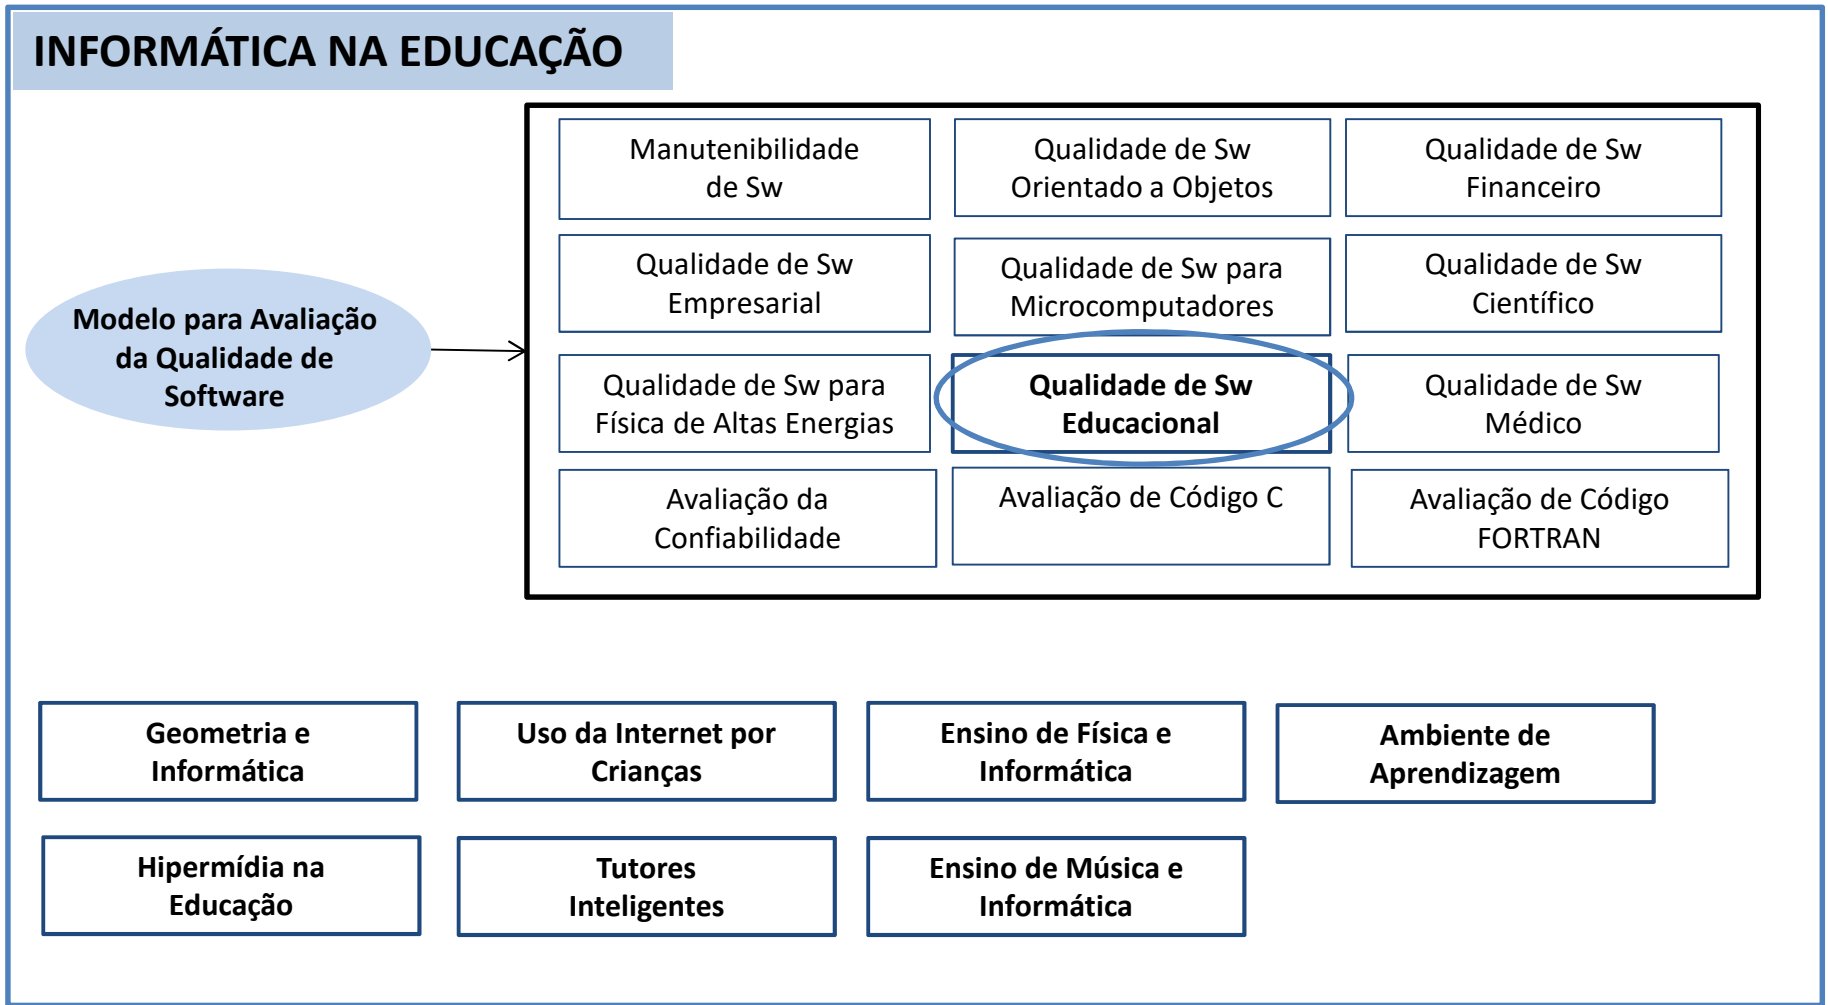 INFORMÁTICA NA EDUCAÇÃO
Modelo para Avaliação
da Qualidade de
Software
Manutenibilidade
de Sw
Qualidade de Sw
Orientado a Objetos
Qualidade de Sw
Financeiro
Qualidade de Sw
Empresarial
Qualidade de Sw para
Microcomputadores
Qualidade de Sw
Científico
Qualidade de Sw para
Física de Altas Energias
Qualidade de Sw
Educacional
Qualidade de Sw
Médico
Avaliação da
Confiabilidade
Avaliação de Código C
Avaliação de Código
FORTRAN
Geometria e
Informática
Uso da Internet por
Crianças
Ensino de Física e
Informática
Ambiente de
Aprendizagem
Hipermídia na
Educação
Tutores
Inteligentes
Ensino de Música e
Informática